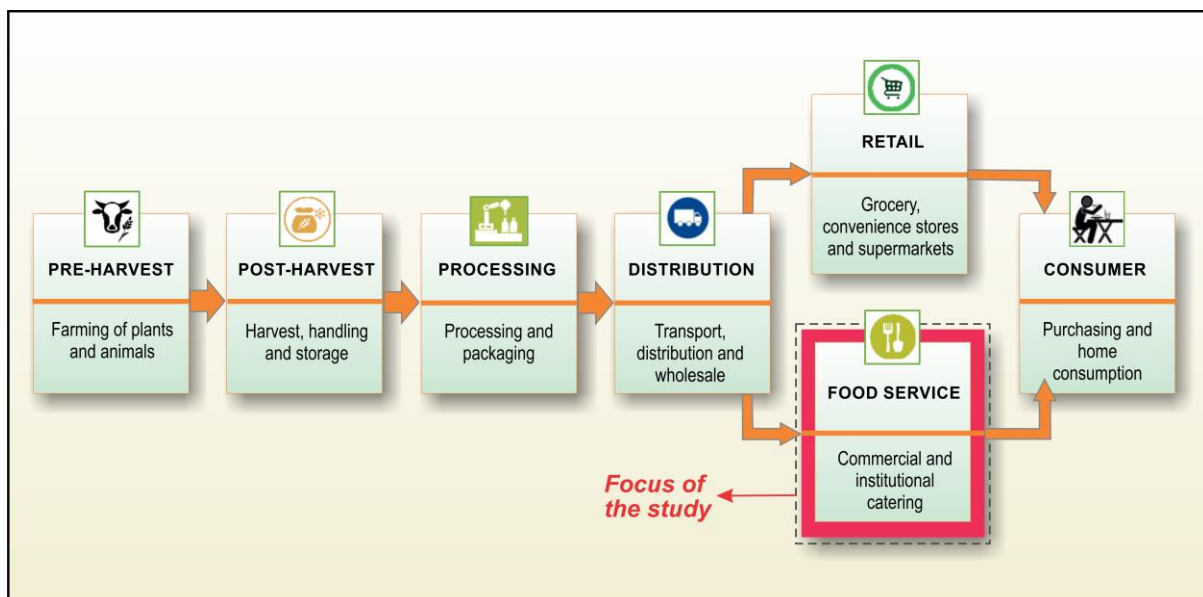 PRE-HARVEST
Farming of plants
and animals
POST-HARVEST
Harvest, handling
and storage
PROCESSING
Processing and
packaging
DISTRIBUTION
Transport,
distribution and
wholesale
RETAIL
Grocery,
convenience stores
and supermarkets
FOOD SERVICE
Commercial and
institutional
catering
Focus of
the study
CONSUMER
Purchasing and
home
consumption